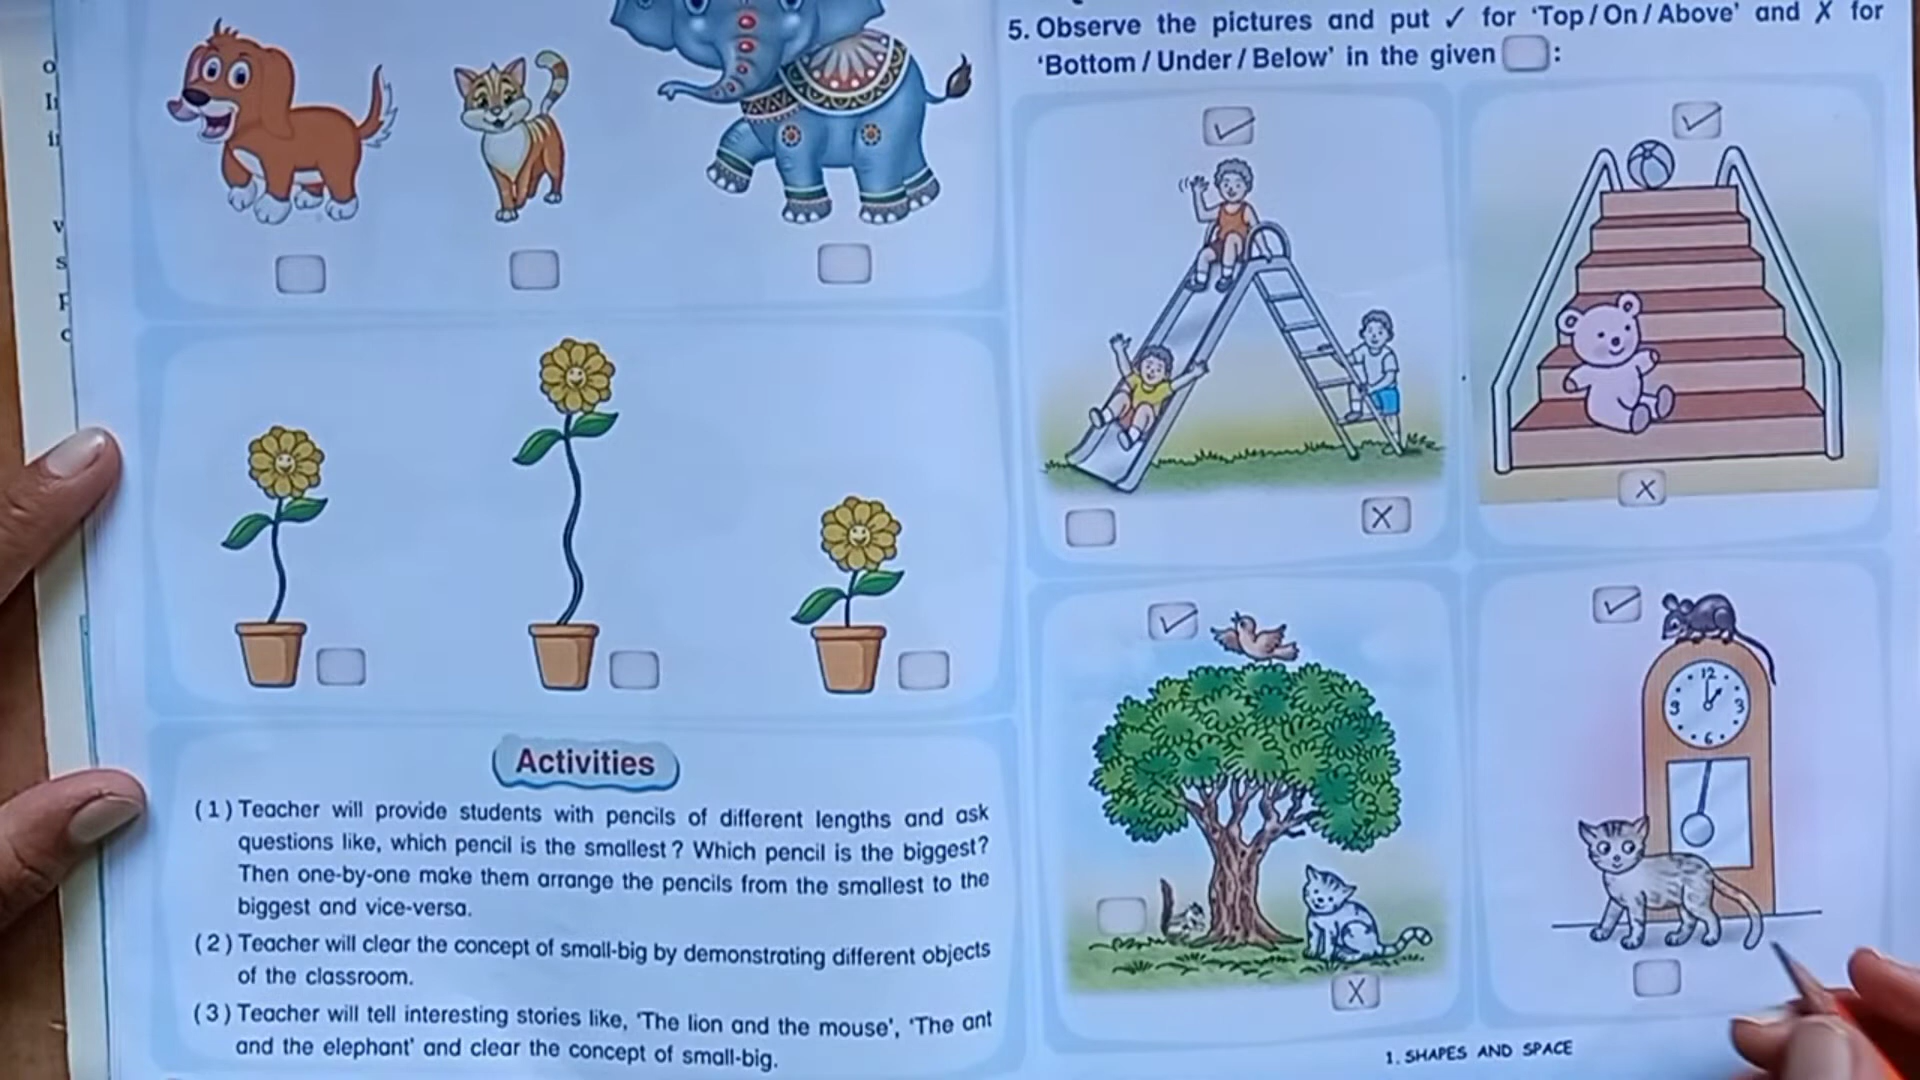 Activities
( 1 ) Teacher will provide students with pencils of different lengths and ask
questions like, which pencil is the smallest ? Which pencil is the biggest?
Then one-by-one make them arrange the pencils from the smallest to the
biggest and vice-versa.
( 2 ) Teacher will clear the concept of small-big by demonstrating different objects
of the classroom.
( 3 ) Teacher will tell interesting stories like, 'The lion and the mouse', 'The ant
and the elephant' and clear the concept of small-big.
5. Observe the pictures and put ✓ for 'Top / On / Above' and ✗ for
'Bottom / Under / Below' in the given :
12
3 3
6
1. SHAPES AND SPACE